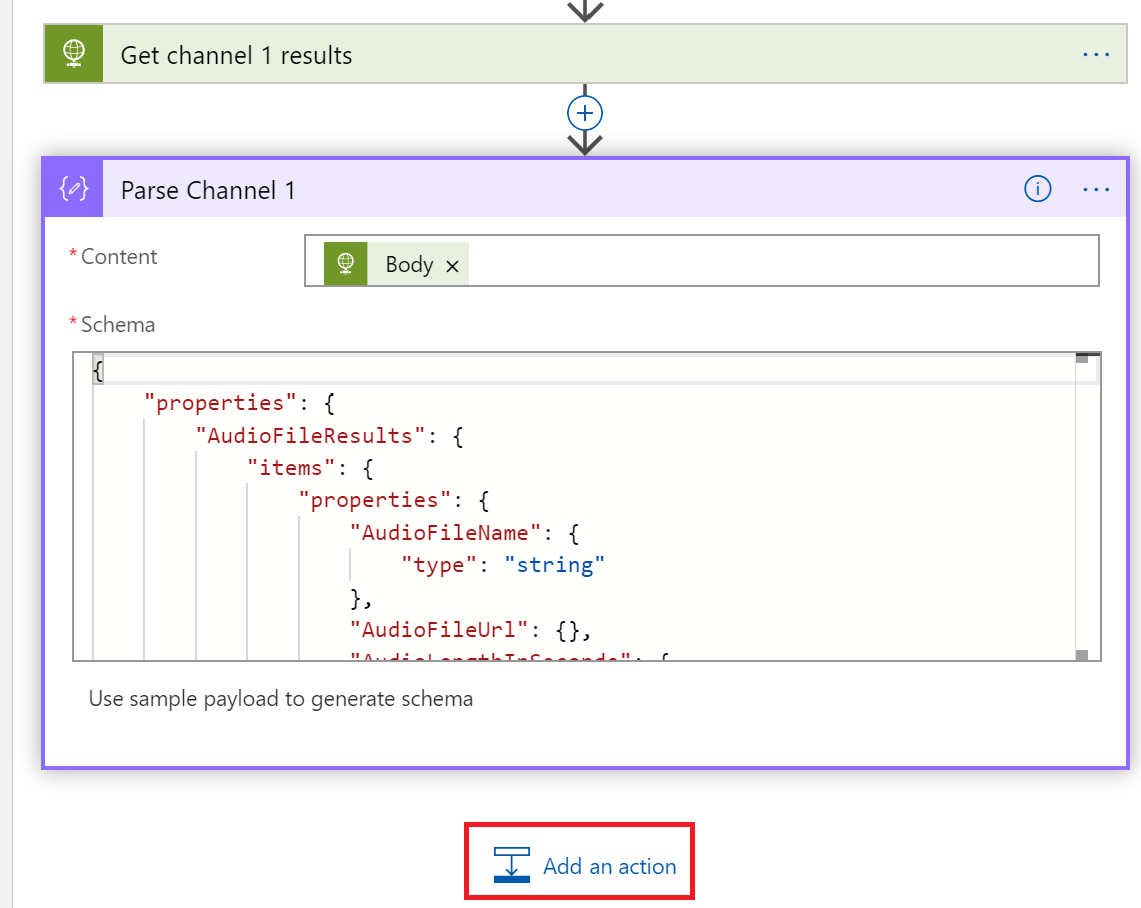 Get channel 1 results
Parse Channel 1
* Content
Body
* Schema
{
"properties": {
"AudioFileResults": {
"items": {
"properties": {
"AudioFileName": {
"type": "string"
},
"AudioFileUrl": {},
"AudioLengthInSeconds": {
Use sample payload to generate schema
Add an action